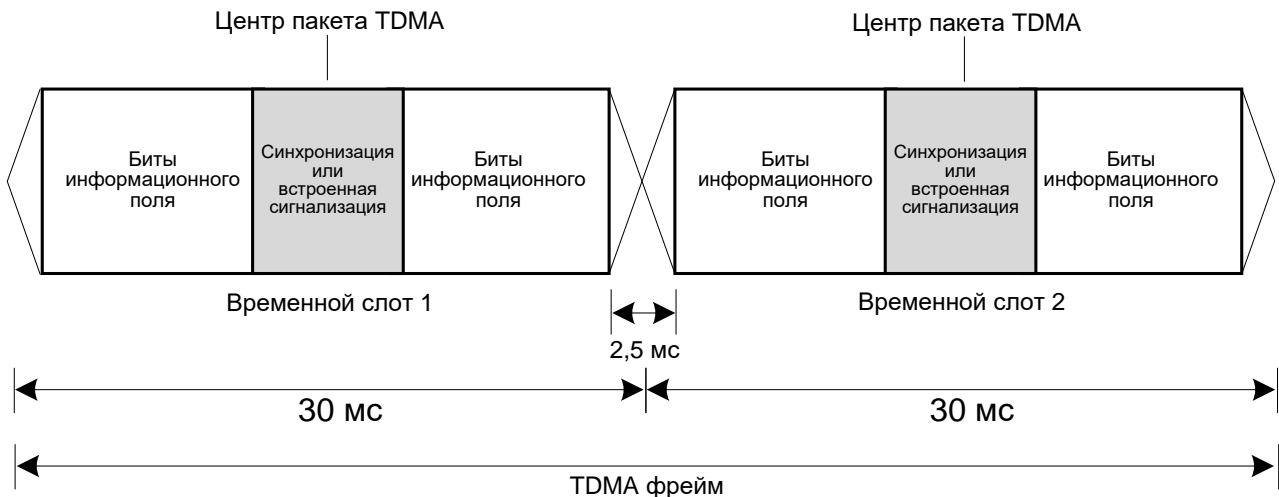 Центр пакета TDMA
Центр пакета TDMA
Биты
информационного
поля
Синхронизация
или
встроенная
сигнализация
Биты
информационного
поля
Биты
информационного
поля
Синхронизация
или
встроенная
сигнализация
Биты
информационного
поля
Временной слот 1
Временной слот 2
2,5 мс
30 мс
30 мс
TDMA фрейм